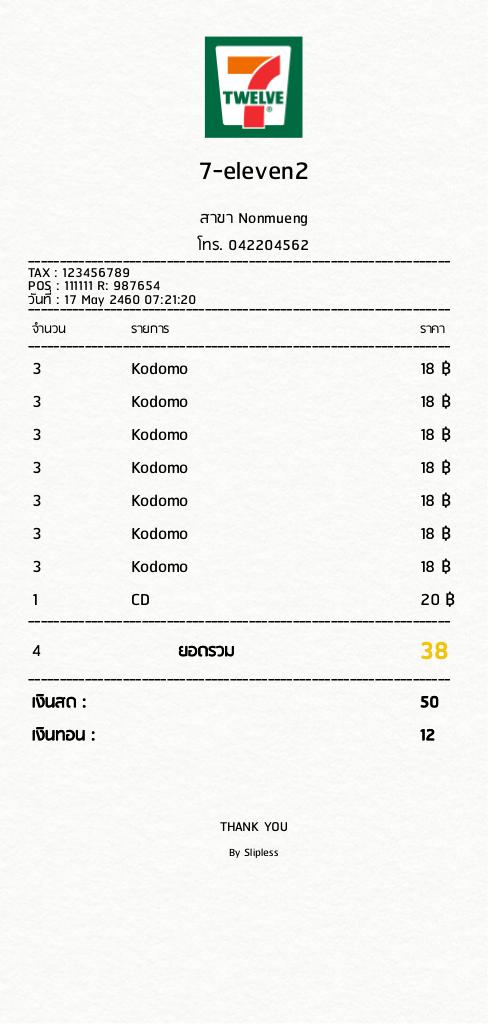 7
TWELVE
®
7-eleven2
สาขา Nonmueng
โทร. 042204562
TAX : 123456789
POS : 111111 R: 987654
วันที่ : 17 May 2460 07:21:20
จำนวน รายการ ราคา
3 Kodomo 18 ฿
3 Kodomo 18 ฿
3 Kodomo 18 ฿
3 Kodomo 18 ฿
3 Kodomo 18 ฿
3 Kodomo 18 ฿
3 Kodomo 18 ฿
1 CD 20 ฿
4 ยอดรวม 38
เงินสด : 50
เงินทอน : 12
THANK YOU
By Slipless